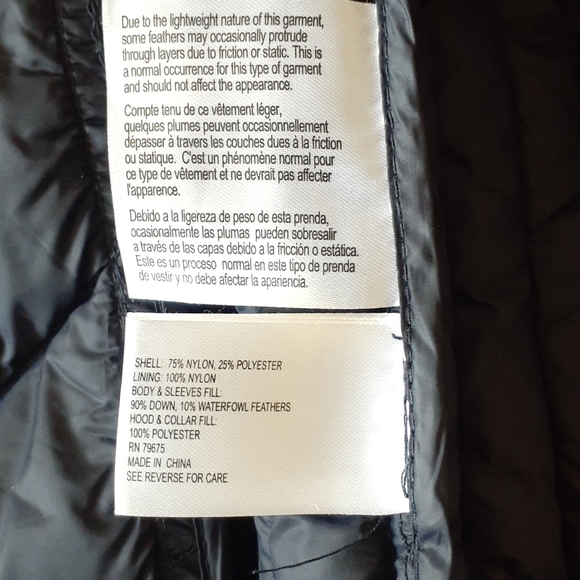 Due to the lightweight nature of this garment,
some feathers may occasionally protrude
through layers due to friction or static. This is
a normal occurrence for this type of garment
and should not affect the appearance.
Compte tenu de ce vêtement léger,
quelques plumes peuvent occasionnellement
dépasser à travers les couches dues à la friction
ou statique. C'est un phénomène normal pour
ce type de vêtement et ne devrait pas affecter
l'apparence.
Debido a la ligereza de peso de esta prenda,
ocasionalmente las plumas pueden sobresalir
a través de las capas debido a la fricción o estática.
Este es un proceso normal en este tipo de prenda
de vestir y no debe afectar la apariencia.
SHELL: 75% NYLON, 25% POLYESTER
LINING: 100% NYLON
BODY & SLEEVES FILL:
90% DOWN, 10% WATERFOWL FEATHERS
HOOD & COLLAR FILL:
100% POLYESTER
RN 79675
MADE IN CHINA
SEE REVERSE FOR CARE